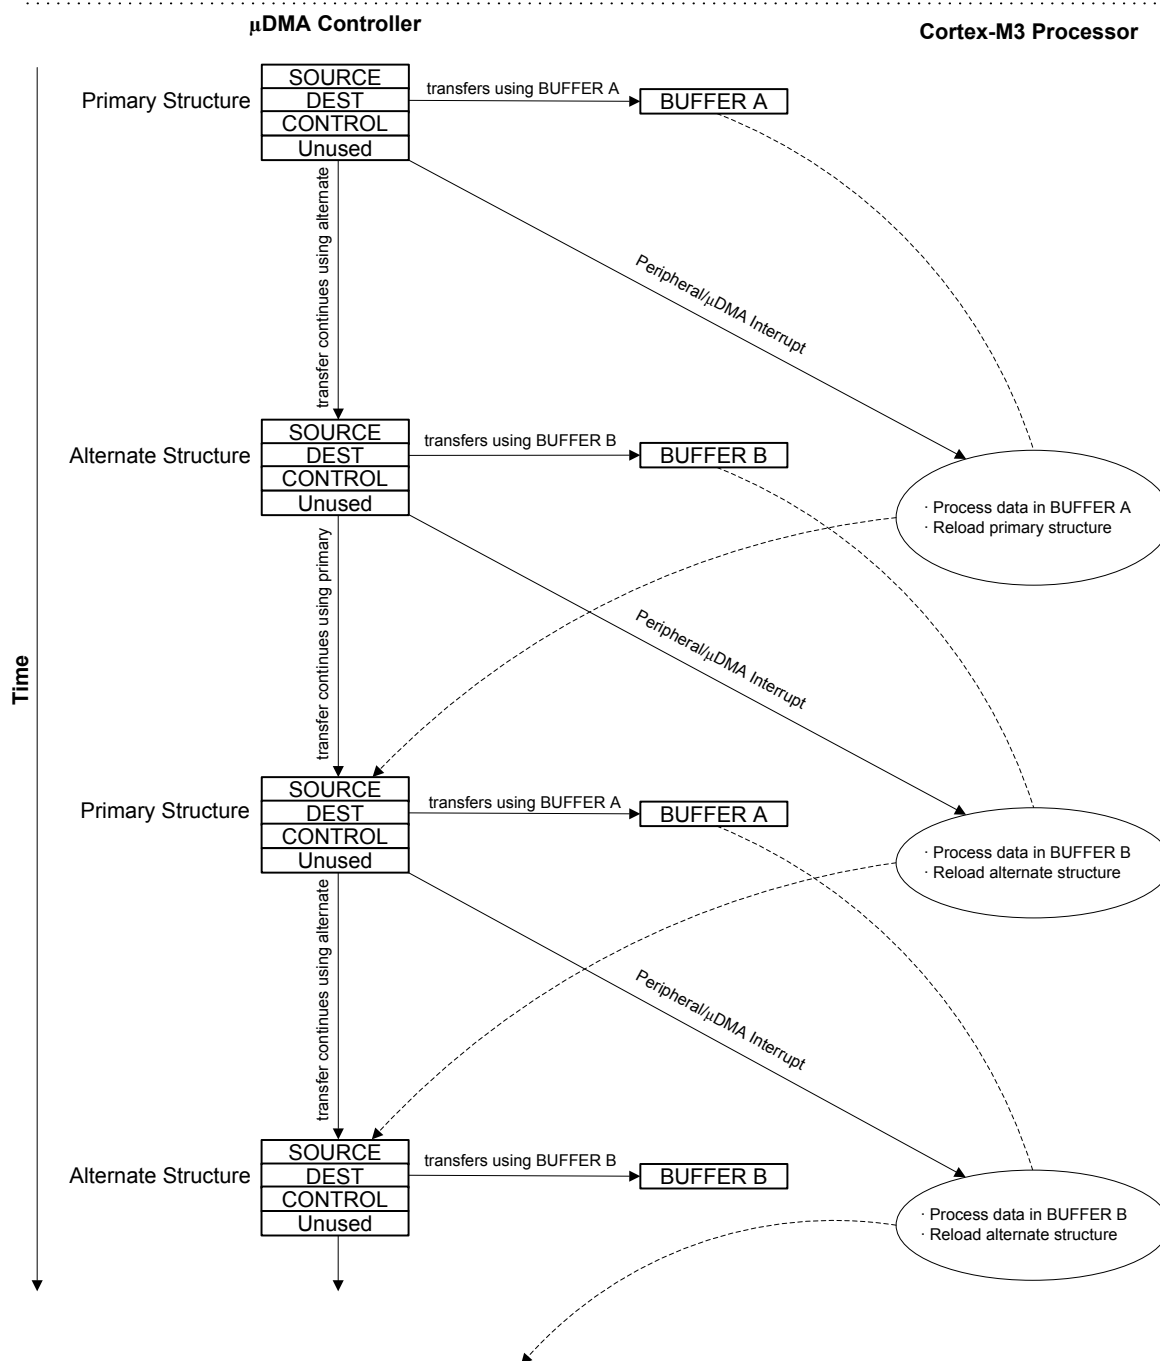 μDMA Controller
Cortex-M3 Processor
Primary Structure
SOURCE
DEST
CONTROL
Unused
transfers using BUFFER A
BUFFER A
transfer continues using alternate
Peripheral/μDMA Interrupt
Alternate Structure
SOURCE
DEST
CONTROL
Unused
transfers using BUFFER B
BUFFER B
· Process data in BUFFER A
· Reload primary structure
transfer continues using primary
Peripheral/μDMA Interrupt
Time
Primary Structure
SOURCE
DEST
CONTROL
Unused
transfers using BUFFER A
BUFFER A
· Process data in BUFFER B
· Reload alternate structure
transfer continues using alternate
Peripheral/μDMA Interrupt
Alternate Structure
SOURCE
DEST
CONTROL
Unused
transfers using BUFFER B
BUFFER B
· Process data in BUFFER B
· Reload alternate structure